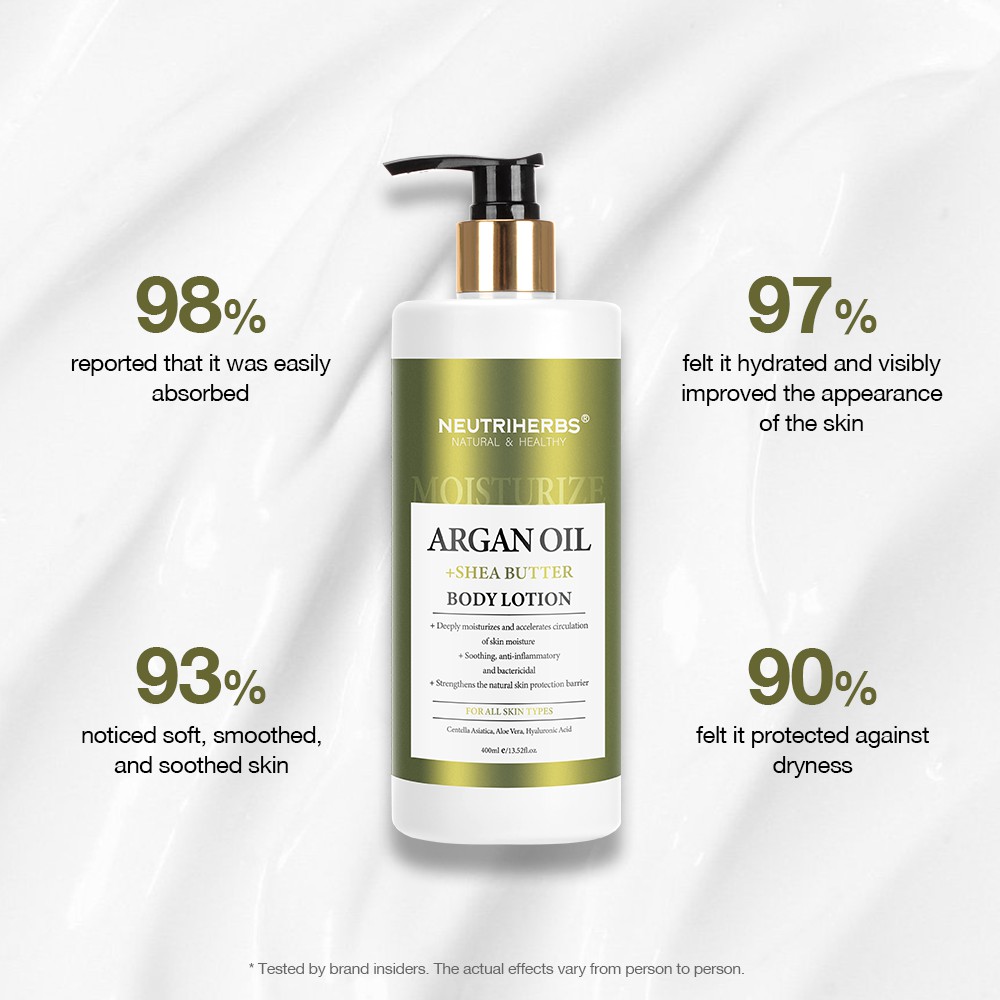 98%
reported that it was easily
absorbed
97%
felt it hydrated and visibly
improved the appearance
of the skin
NEUTRIHERBS®
NATURAL & HEALTHY
MOISTURIZE
ARGAN OIL
+SHEA BUTTER
BODY LOTION
+ Deeply moisturizes and accelerates circulation
of skin moisture
+ Soothing, anti-inflammatory
and bactericidal
+ Strengthens the natural skin protection barrier
FOR ALL SKIN TYPES
Centella Asiatica, Aloe Vera, Hyaluronic Acid
400ml e/13.52fl.oz.
93%
noticed soft, smoothed,
and soothed skin
90%
felt it protected against
dryness
* Tested by brand insiders. The actual effects vary from person to person.